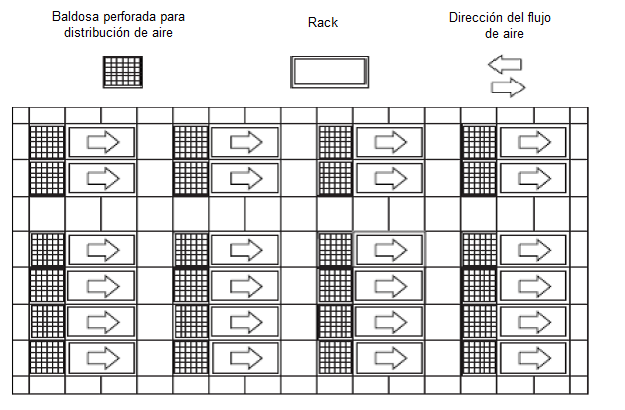 Baldosa perforada para
distribución de aire
Rack
Dirección del flujo
de aire